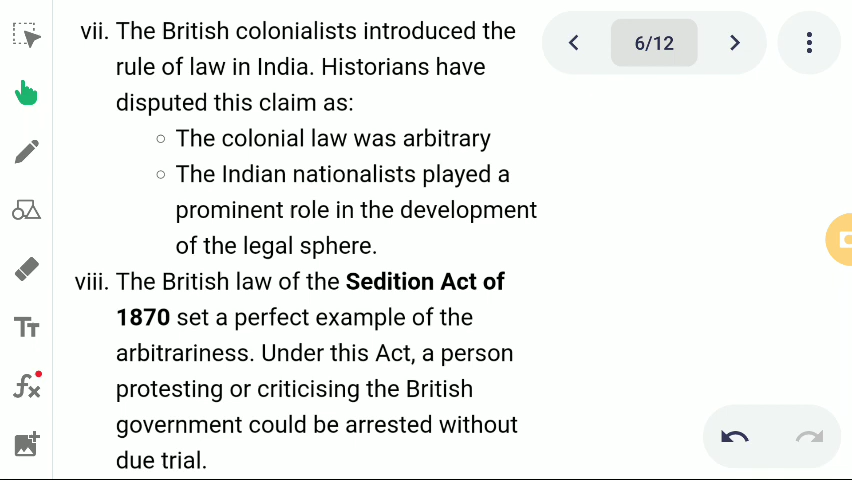 vii. The British colonialists introduced the
rule of law in India. Historians have
disputed this claim as:
○ The colonial law was arbitrary
○ The Indian nationalists played a
prominent role in the development
of the legal sphere.
viii. The British law of the Sedition Act of
1870 set a perfect example of the
arbitrariness. Under this Act, a person
protesting or criticising the British
government could be arrested without
due trial.
6/12
Tт
fx